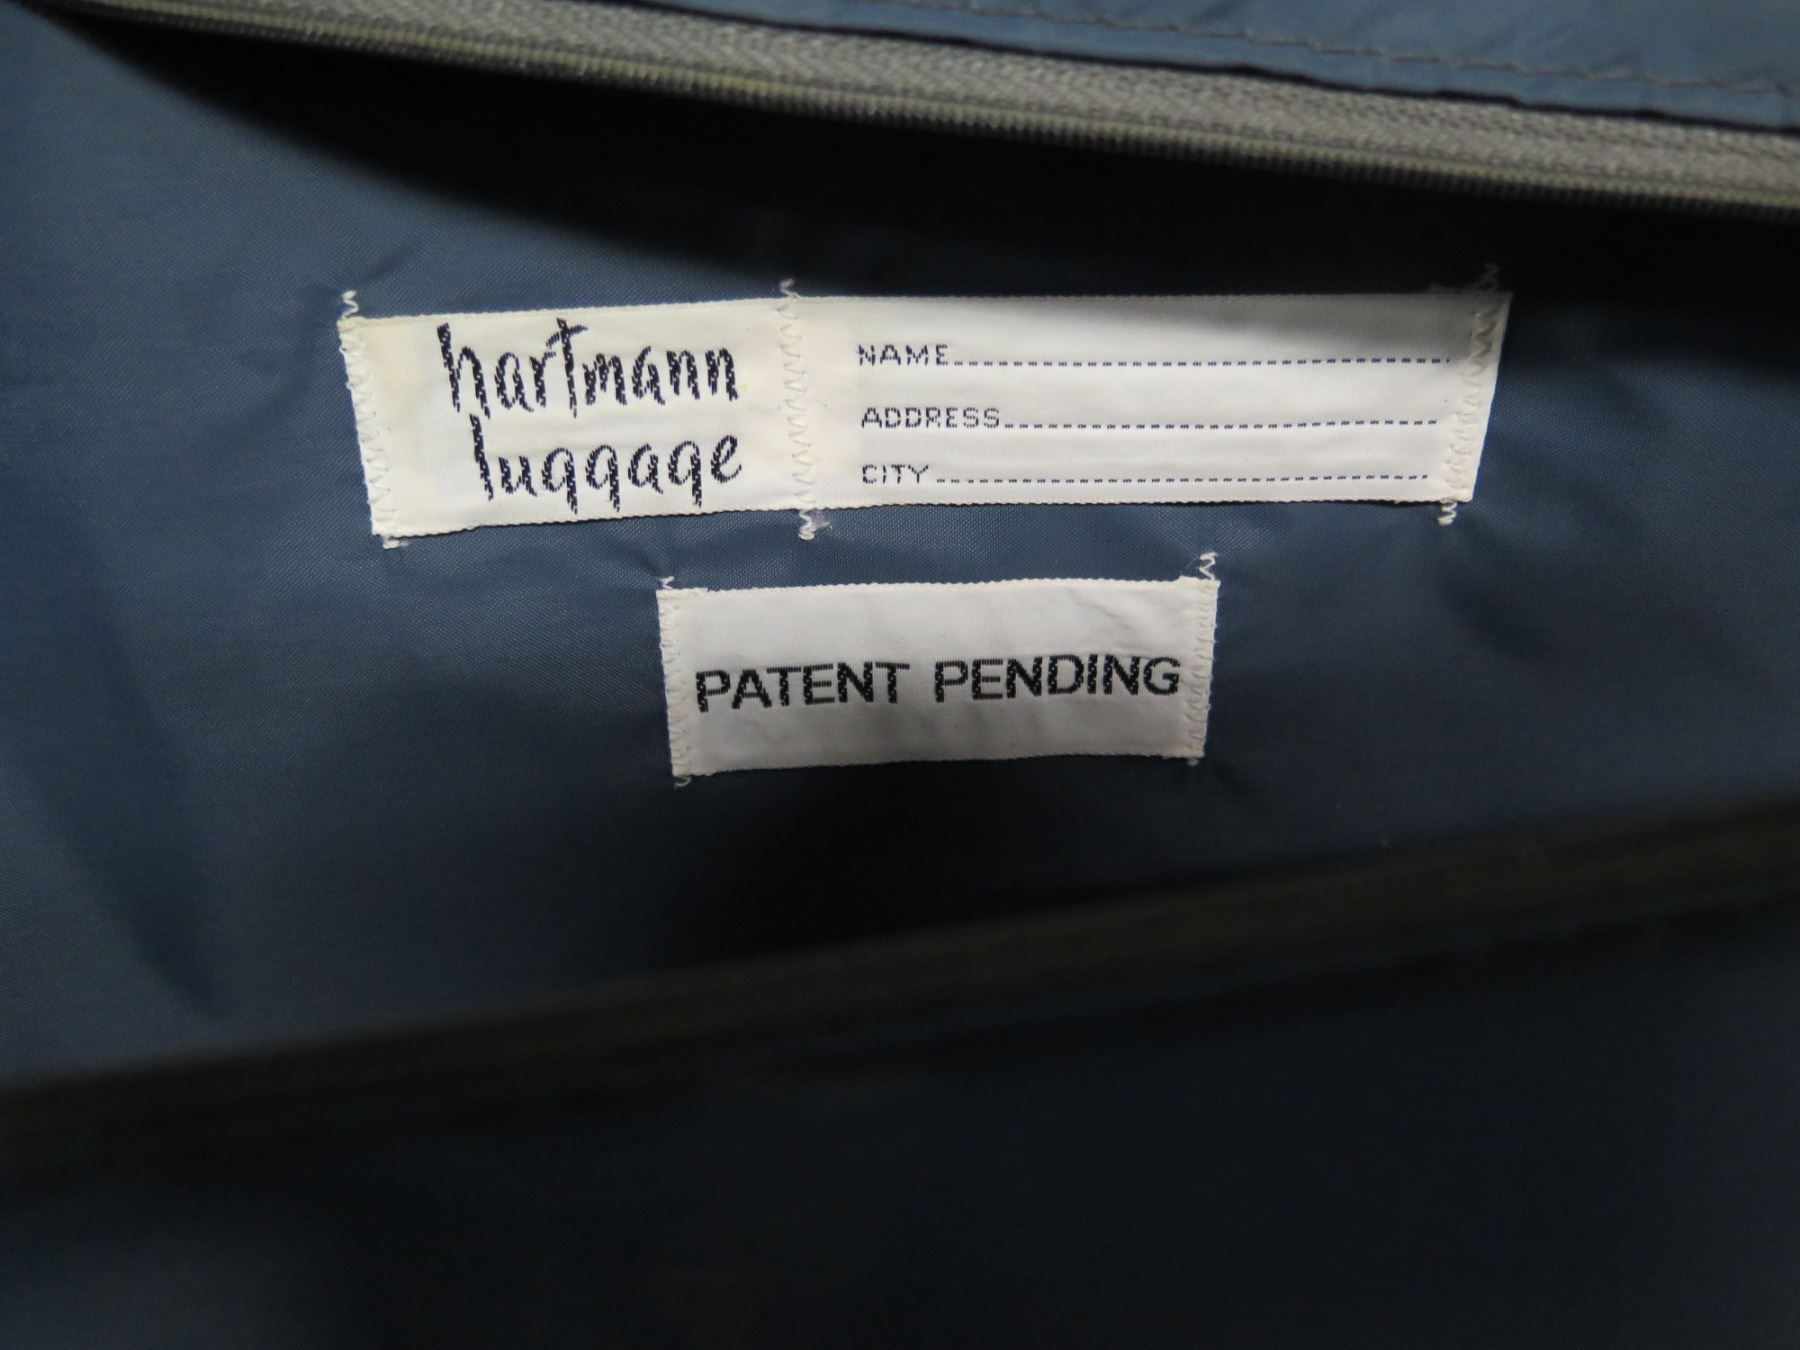 hartmann
luggage
NAME
ADDRESS
CITY
PATENT PENDING